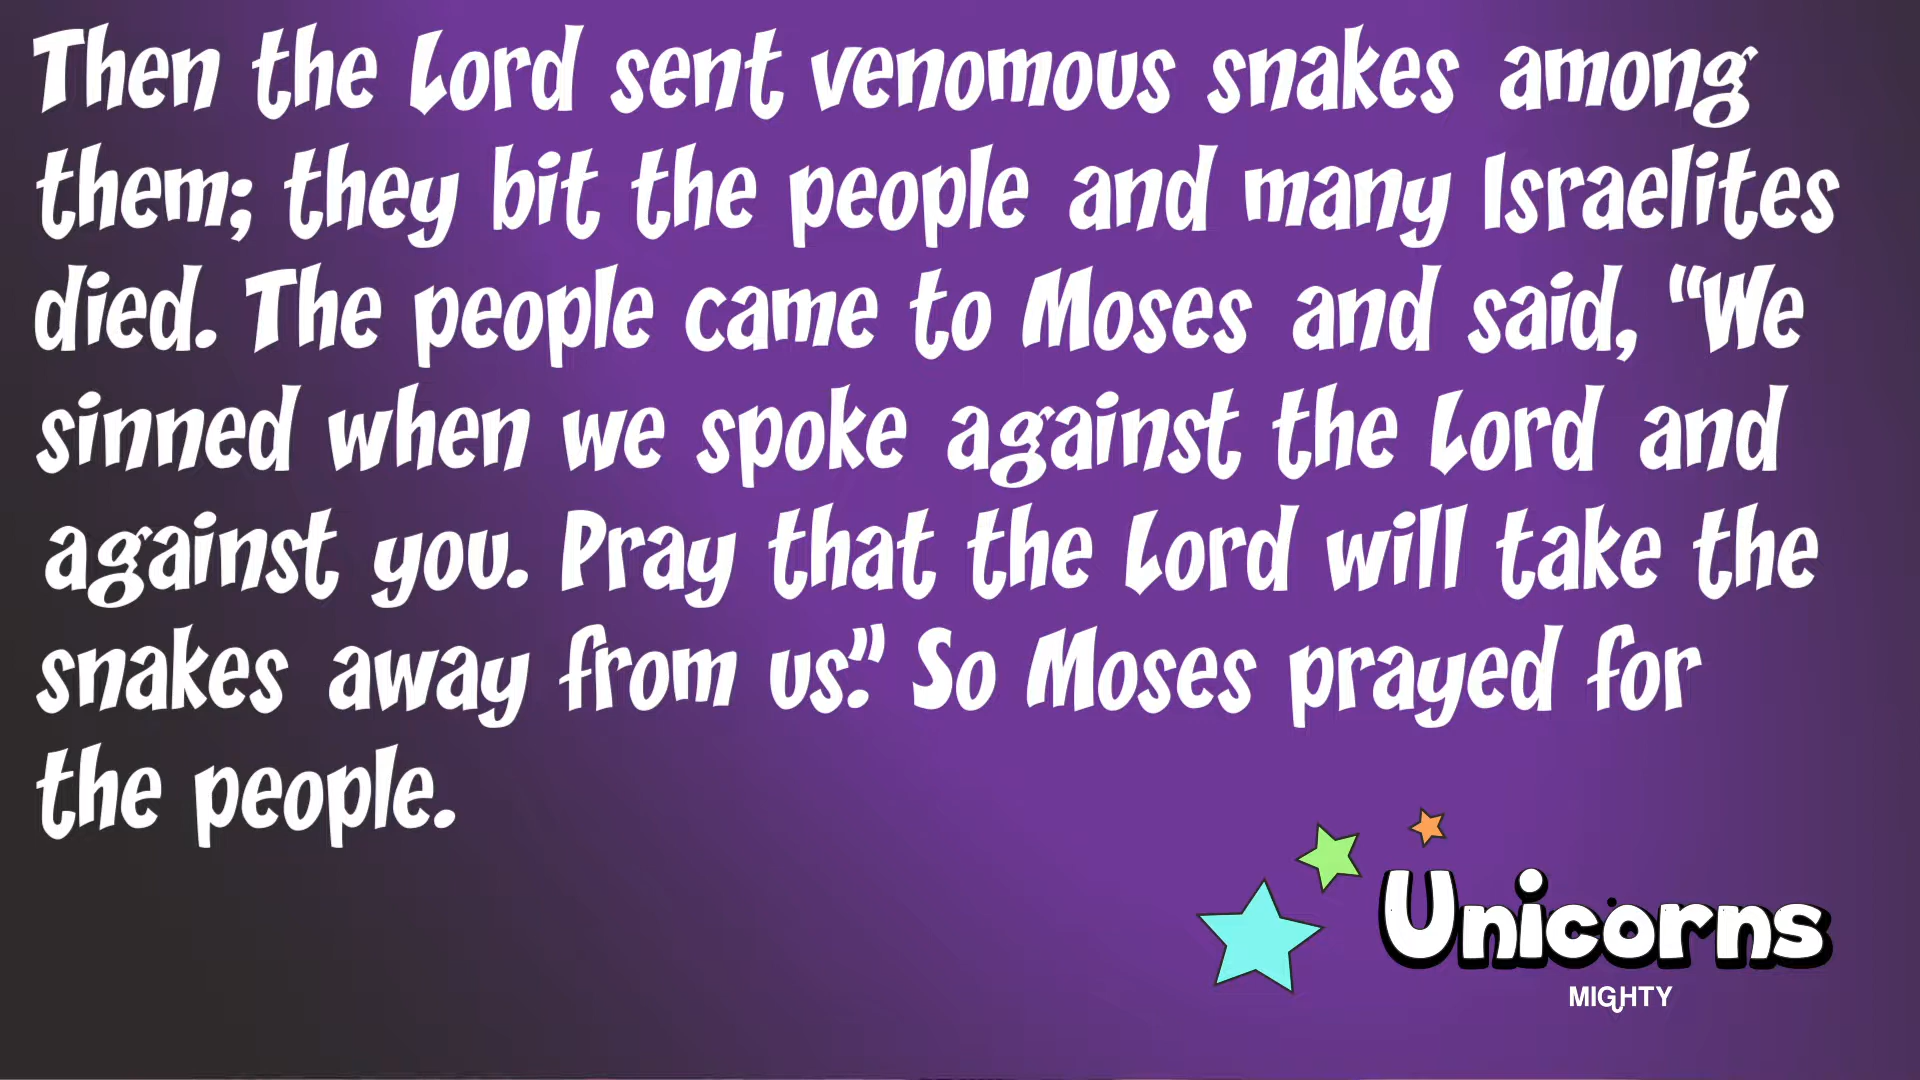 Then the Lord sent venomous snakes among
them; they bit the people and many Israelites
died. The people came to Moses and said, “We
sinned when we spoke against the Lord and
against you. Pray that the Lord will take the
snakes away from us.” So Moses prayed for
the people.
Unicorns
MIGHTY